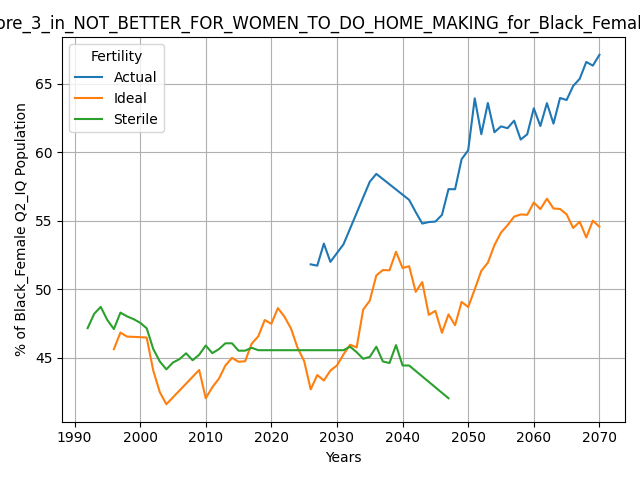 ore_3_in_NOT_BETTER_FOR_WOMEN_TO_DO_HOME_MAKING_for_Black_Femal
Fertility
Actual
Ideal
Sterile
% of Black_Female Q2_IQ Population
65
60
55
50
45
1990 2000 2010 2020 2030 2040 2050 2060 2070
Years